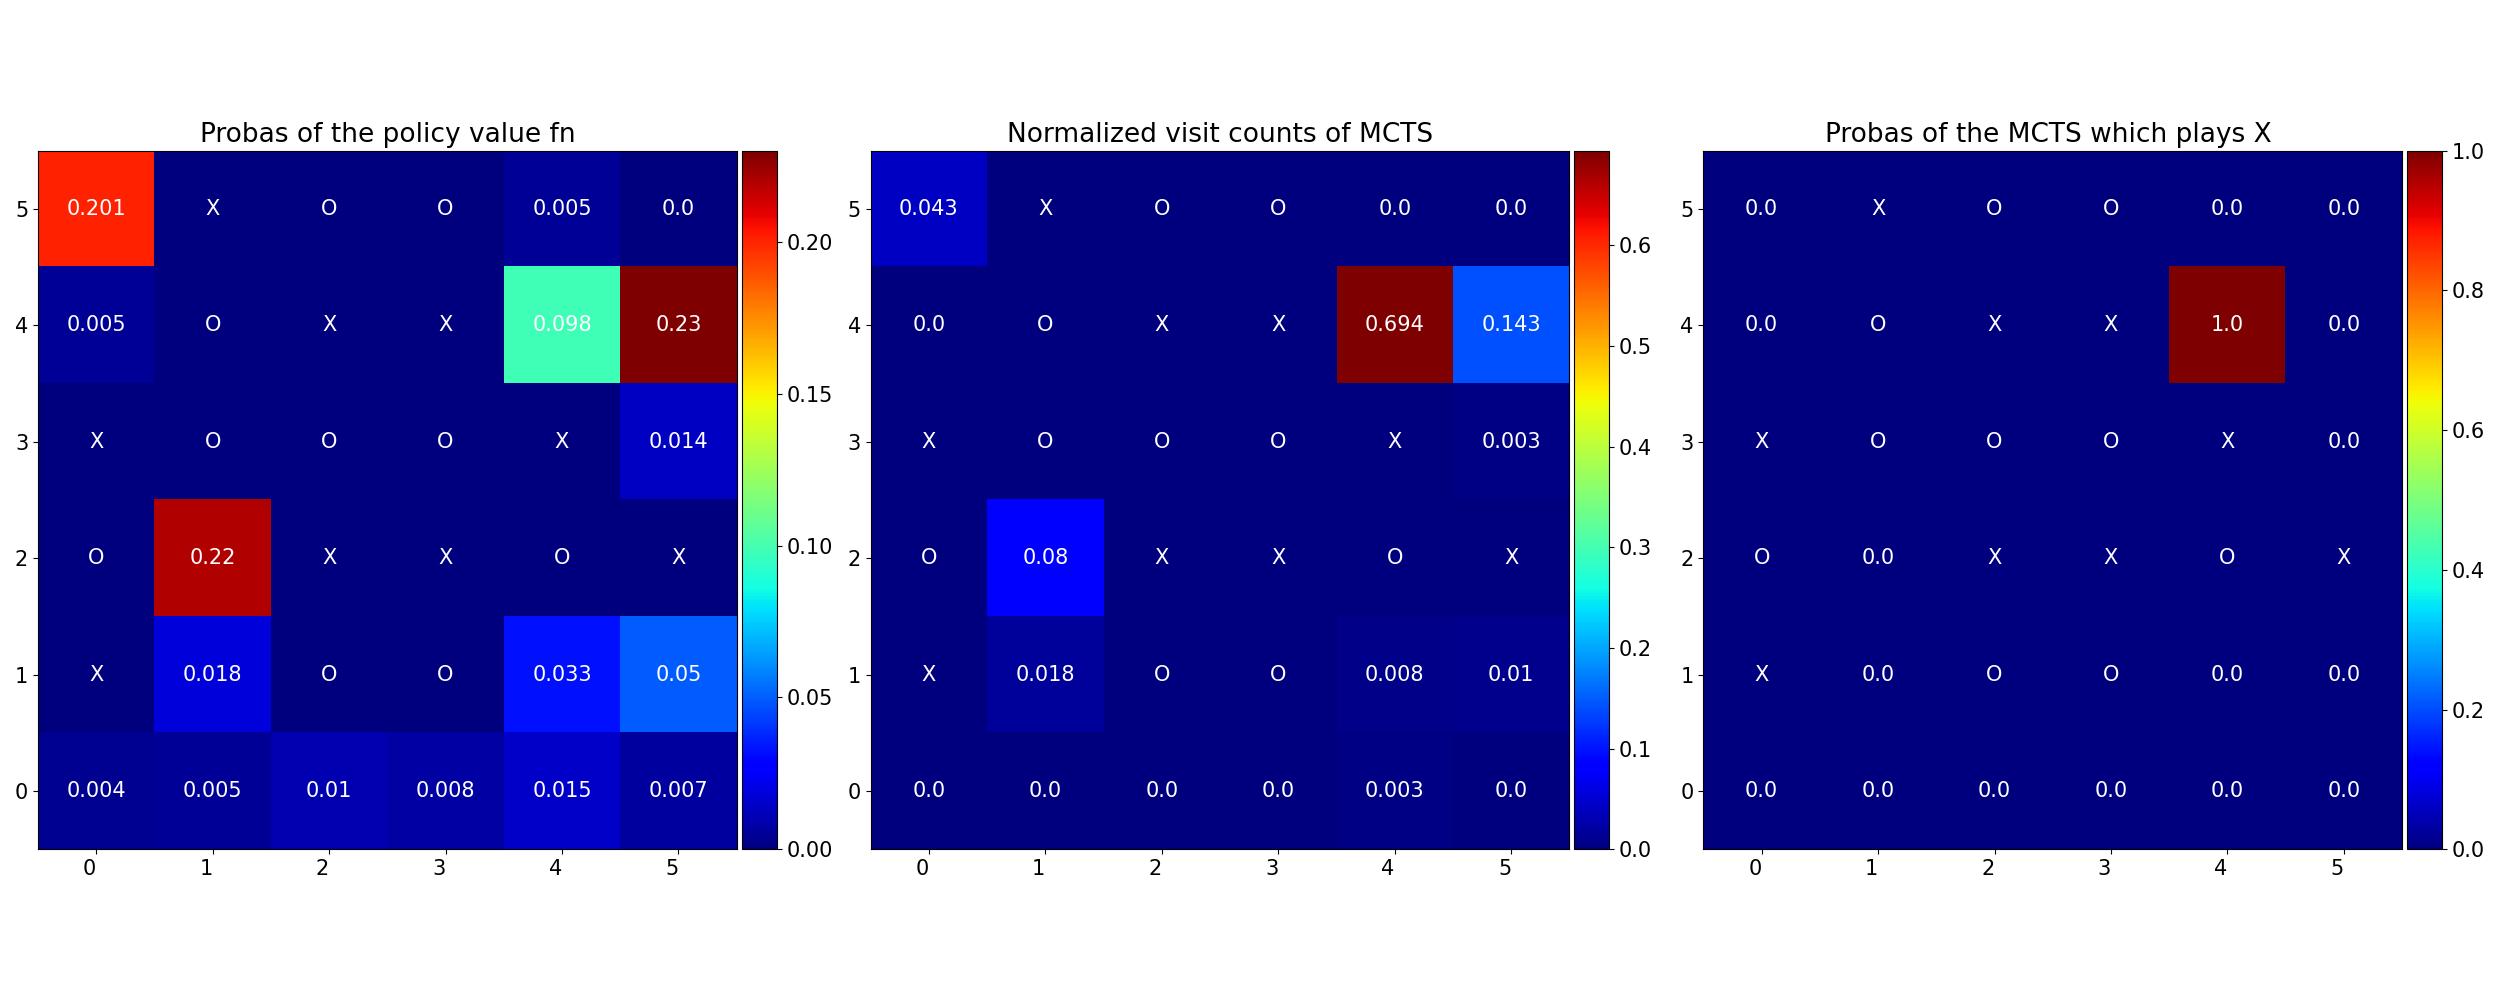 Probas of the policy value fn
5 0.201 X O O 0.005 0.0
4 0.005 O X X 0.098 0.23
3 X O O O X 0.014
2 O 0.22 X X O X
1 X 0.018 O O 0.033 0.05
0 0.004 0.005 0.01 0.008 0.015 0.007
0 1 2 3 4 5
0.20
0.15
0.10
0.05
0.00
Normalized visit counts of MCTS
5 0.043 X O O 0.0 0.0
4 0.0 O X X 0.694 0.143
3 X O O O X 0.003
2 O 0.08 X X O X
1 X 0.018 O O 0.008 0.01
0 0.0 0.0 0.0 0.0 0.003 0.0
0 1 2 3 4 5
0.6
0.5
0.4
0.3
0.2
0.1
0.0
Probas of the MCTS which plays X
5 0.0 X O O 0.0 0.0
4 0.0 O X X 1.0 0.0
3 X O O O X 0.0
2 O 0.0 X X O X
1 X 0.0 O O 0.0 0.0
0 0.0 0.0 0.0 0.0 0.0 0.0
0 1 2 3 4 5
1.0
0.8
0.6
0.4
0.2
0.0